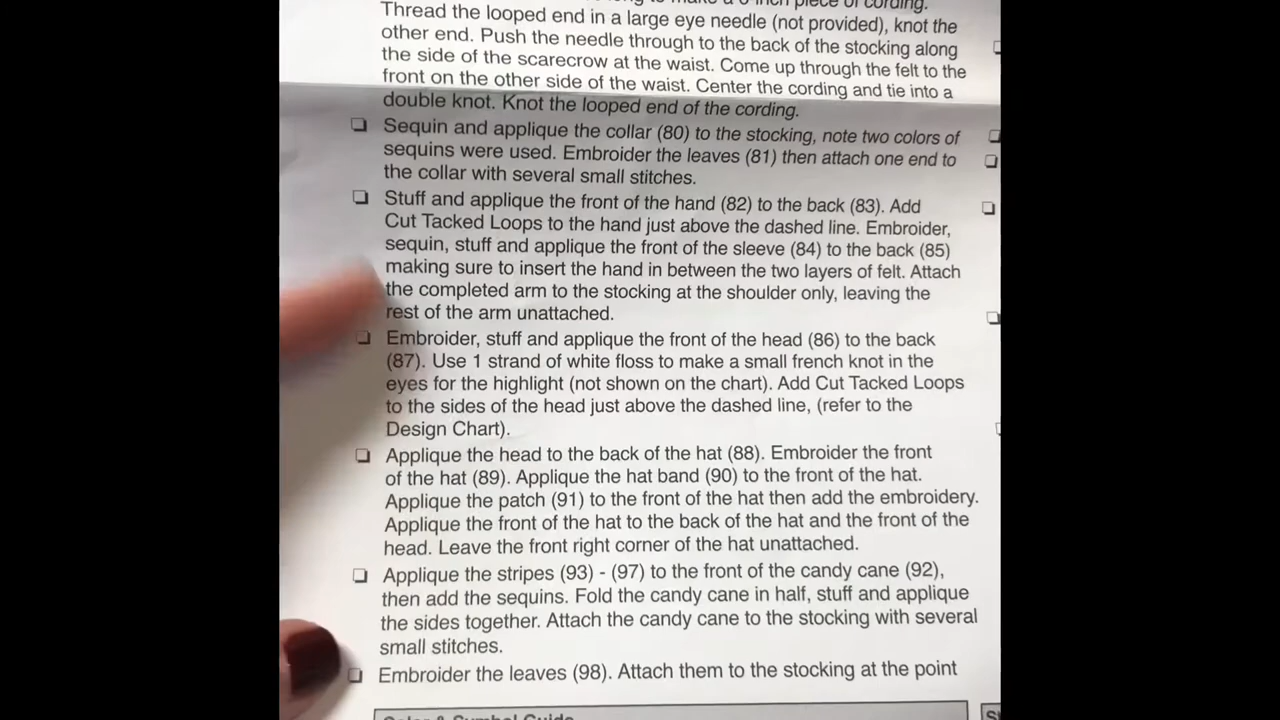 to make a 6-inch piece of cording.
Thread the looped end in a large eye needle (not provided), knot the
other end. Push the needle through to the back of the stocking along
the side of the scarecrow at the waist. Come up through the felt to the
front on the other side of the waist. Center the cording and tie into a
double knot. Knot the looped end of the cording.
❏ Sequin and applique the collar (80) to the stocking, note two colors of
sequins were used. Embroider the leaves (81) then attach one end to
the collar with several small stitches.
❏ Stuff and applique the front of the hand (82) to the back (83). Add
Cut Tacked Loops to the hand just above the dashed line. Embroider,
sequin, stuff and applique the front of the sleeve (84) to the back (85)
making sure to insert the hand in between the two layers of felt. Attach
the completed arm to the stocking at the shoulder only, leaving the
rest of the arm unattached.
❏ Embroider, stuff and applique the front of the head (86) to the back
(87). Use 1 strand of white floss to make a small french knot in the
eyes for the highlight (not shown on the chart). Add Cut Tacked Loops
to the sides of the head just above the dashed line, (refer to the
Design Chart).
❏ Applique the head to the back of the hat (88). Embroider the front
of the hat (89). Applique the hat band (90) to the front of the hat.
Applique the patch (91) to the front of the hat then add the embroidery.
Applique the front of the hat to the back of the hat and the front of the
head. Leave the front right corner of the hat unattached.
❏ Applique the stripes (93) - (97) to the front of the candy cane (92),
then add the sequins. Fold the candy cane in half, stuff and applique
the sides together. Attach the candy cane to the stocking with several
small stitches.
❏ Embroider the leaves (98). Attach them to the stocking at the point
Color & Symbol Guide